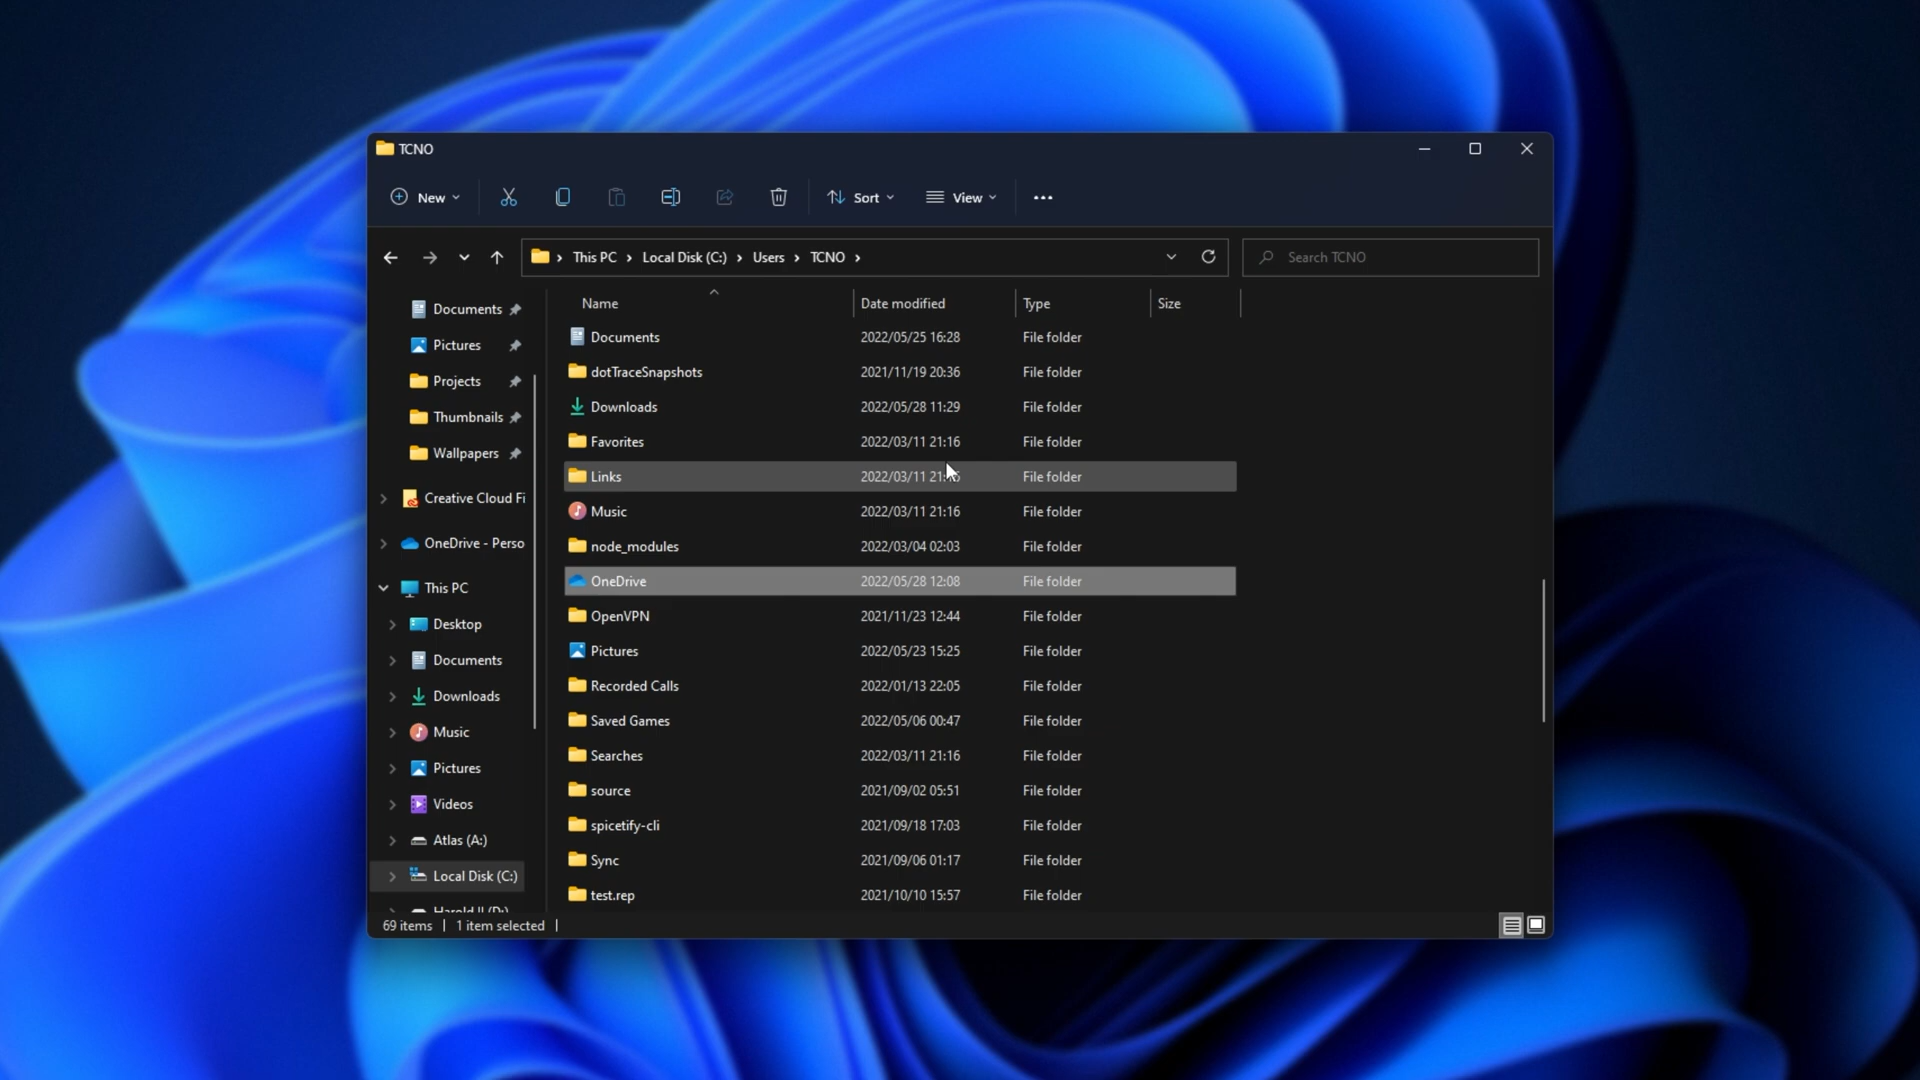 TCNO
New Sort View
This PC Local Disk (C:) Users TCNO Search TCNO
Documents
Pictures
Projects
Thumbnails
Wallpapers
Creative Cloud Fi
OneDrive - Perso
This PC
Desktop
Documents
Downloads
Music
Pictures
Videos
Atlas (A:)
Local Disk (C:)
Name Date modified Type Size
Documents 2022/05/25 16:28 File folder
dotTraceSnapshots 2021/11/19 20:36 File folder
Downloads 2022/05/28 11:29 File folder
Favorites 2022/03/11 21:16 File folder
Links 2022/03/11 File folder
Music 2022/03/11 21:16 File folder
node_modules 2022/03/04 02:03 File folder
OneDrive 2022/05/28 12:08 File folder
OpenVPN 2021/11/23 12:44 File folder
Pictures 2022/05/23 15:25 File folder
Recorded Calls 2022/01/13 22:05 File folder
Saved Games 2022/05/06 00:47 File folder
Searches 2022/03/11 21:16 File folder
source 2021/09/02 05:51 File folder
spicetify-cli 2021/09/18 17:03 File folder
Sync 2021/09/06 01:17 File folder
test.rep 2021/10/10 15:57 File folder
69 items | 1 item selected |